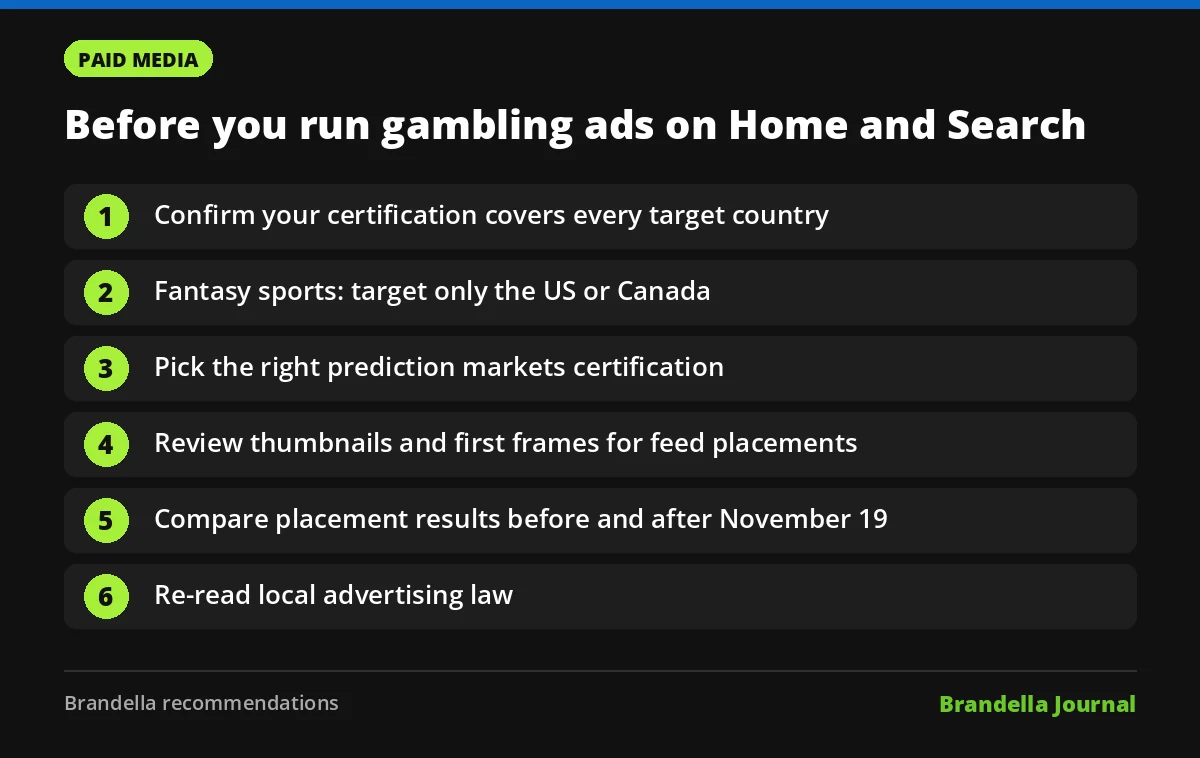 PAID MEDIA
Before you run gambling ads on Home and Search
1 Confirm your certification covers every target country
2 Fantasy sports: target only the US or Canada
3 Pick the right prediction markets certification
4 Review thumbnails and first frames for feed placements
5 Compare placement results before and after November 19
6 Re-read local advertising law
Brandella recommendations
Brandella Journal